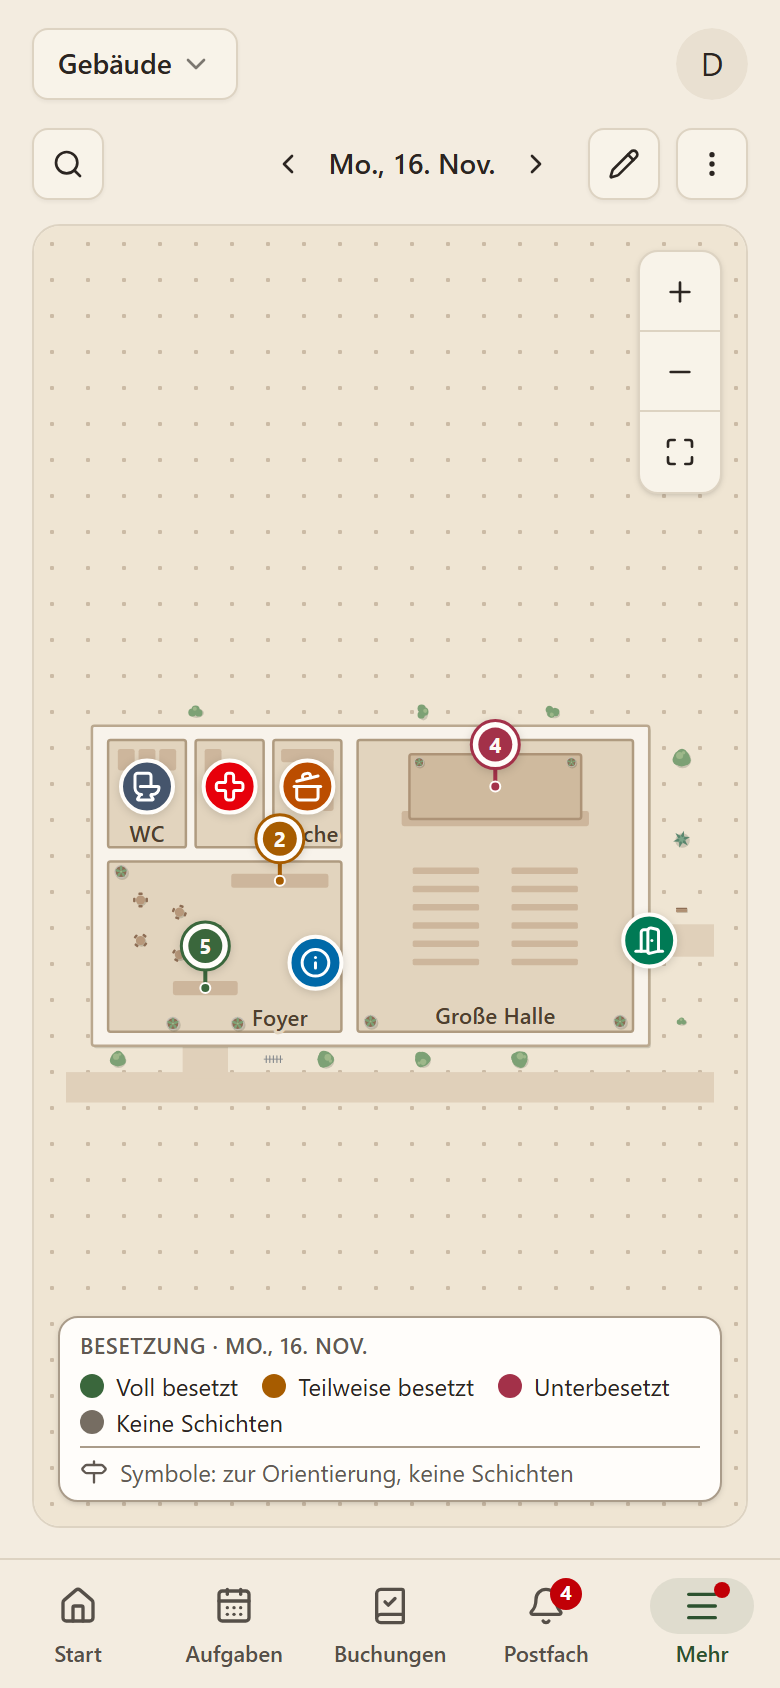 Gebäude
D
Mo., 16. Nov.
4
WC
che
2
5
Foyer
Große Halle
BESETZUNG · MO., 16. NOV.
Voll besetzt
Teilweise besetzt
Unterbesetzt
Keine Schichten
Symbole: zur Orientierung, keine Schichten
4
Start
Aufgaben
Buchungen
Postfach
Mehr